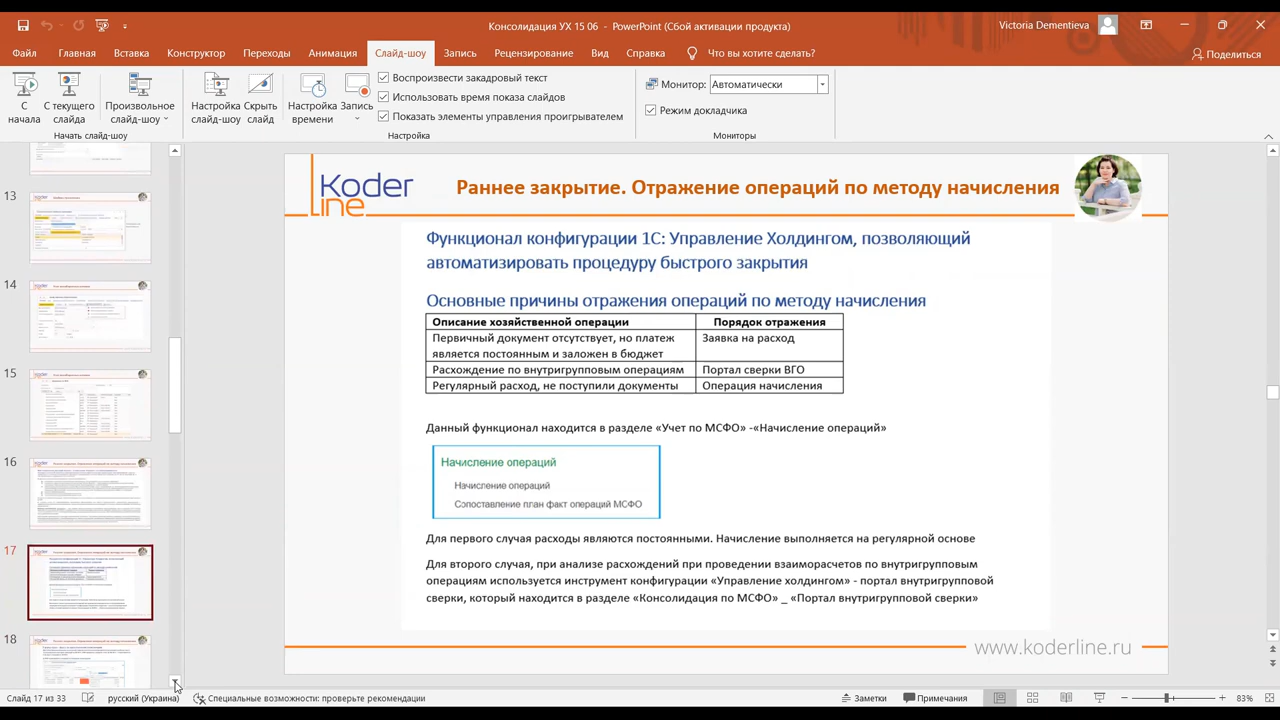 Консолидация УХ 15 06 - PowerPoint (Сбой активации продукта)
Victoria Dementieva
Файл Главная Вставка Конструктор Переходы Анимация Слайд-шоу Запись Рецензирование Вид Справка Что вы хотите сделать? Поделиться
С начала
С текущего слайда
Произвольное слайд-шоу
Начать слайд-шоу
Настройка слайд-шоу
Скрыть слайд
Настройка времени
Запись
Воспроизвести закадровый текст
Использовать время показа слайдов
Показать элементы управления проигрывателем
Настройка
Монитор: Автоматически
Режим докладчика
Мониторы
13
14
15
16
17
18
Koder line
Раннее закрытие. Отражение операций по методу начисления
Функционал конфигурации 1С: Управление Холдингом, позволяющий
автоматизировать процедуру быстрого закрытия
Основные причины отражения операций по методу начисления
Описание хозяйственной операции Порядок отражения
Первичный документ отсутствует, но платеж Заявка на расход
является постоянным и заложен в бюджет
Расхождение по внутригрупповым операциям Портал сверки ВГО
Регулярный расход, не поступили документы Операция начисления
Данный функционал находится в разделе «Учет по МСФО» -«Начисление операций»
Начисление операций
Начисление операций
Сопоставление план факт операций МСФО
Для первого случая расходы являются постоянными. Начисление выполняется на регулярной основе
Для второго случая, при анализе расхождений при проведении взаиморасчетов по внутригрупповым
операциям используется инструмент конфигурации «Управление холдингом» - портал внутригрупповой
сверки, который находится в разделе «Консолидация по МСФО» _ «Портал внутригрупповой сверки»
www.koderline.ru
Слайд 17 из 33 русский (Украина) Специальные возможности: проверьте рекомендации Заметки Примечания 83%